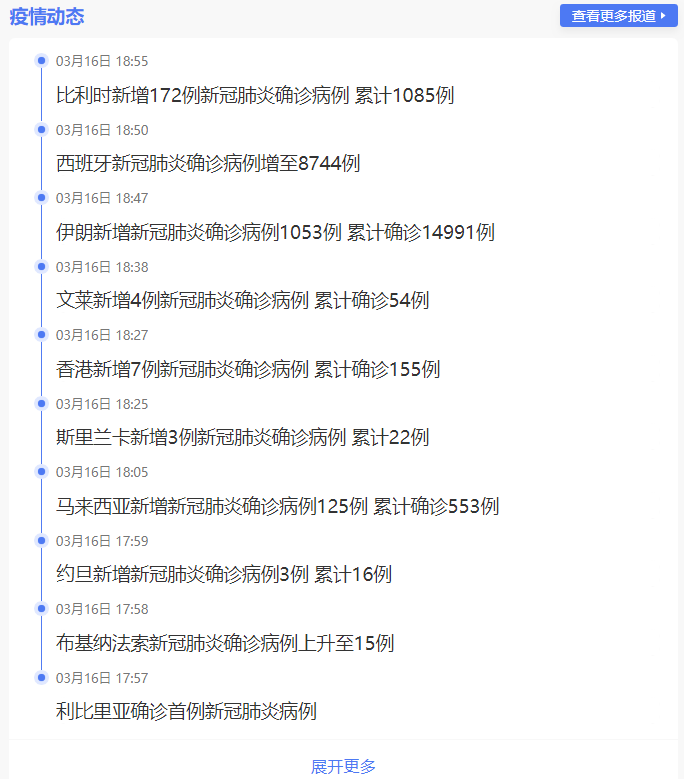 疫情动态
查看更多报道
03月16日 18:55
比利时新增172例新冠肺炎确诊病例 累计1085例
03月16日 18:50
西班牙新冠肺炎确诊病例增至8744例
03月16日 18:47
伊朗新增新冠肺炎确诊病例1053例 累计确诊14991例
03月16日 18:38
文莱新增4例新冠肺炎确诊病例 累计确诊54例
03月16日 18:27
香港新增7例新冠肺炎确诊病例 累计确诊155例
03月16日 18:25
斯里兰卡新增3例新冠肺炎确诊病例 累计22例
03月16日 18:05
马来西亚新增新冠肺炎确诊病例125例 累计确诊553例
03月16日 17:59
约旦新增新冠肺炎确诊病例3例 累计16例
03月16日 17:58
布基纳法索新冠肺炎确诊病例上升至15例
03月16日 17:57
利比里亚确诊首例新冠肺炎病例
展开更多